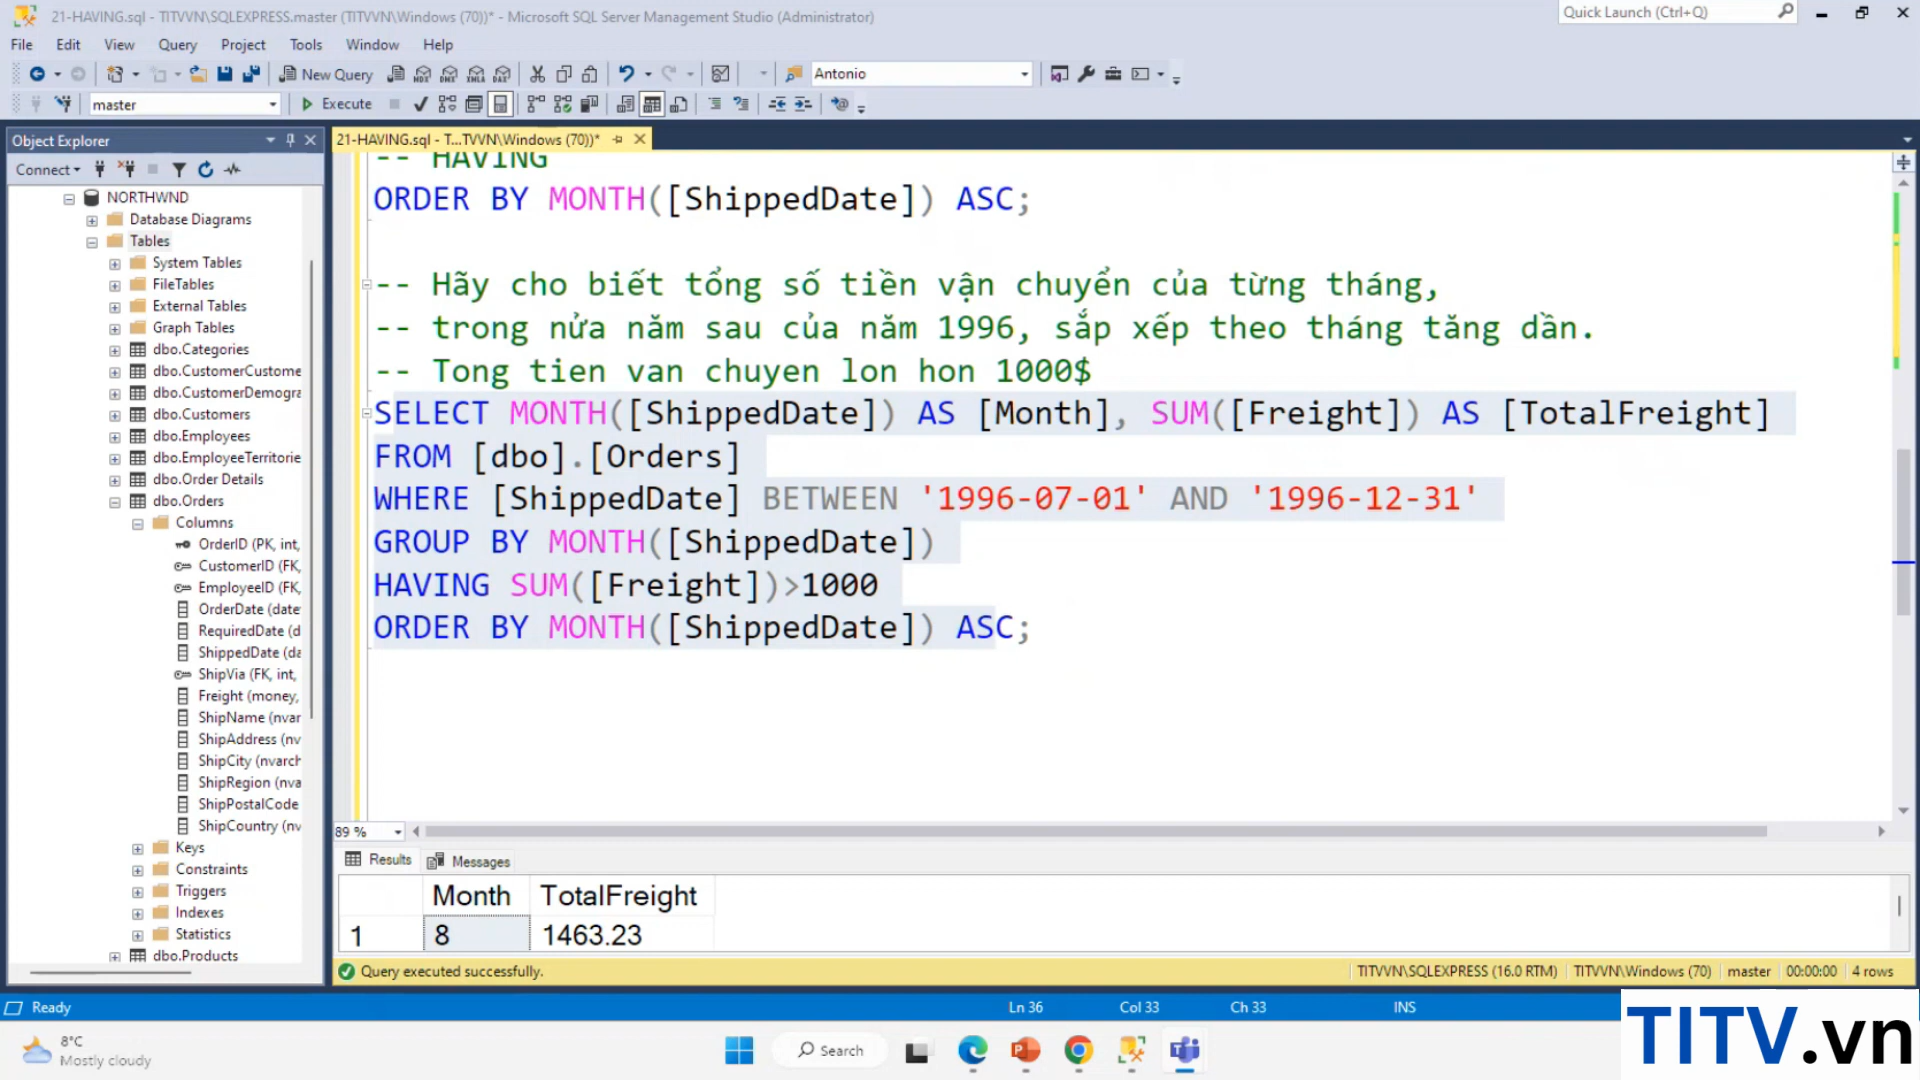 21-HAVING.sql - TITVVN\SQLEXPRESS.master (TITVVN\Windows (70))* - Microsoft SQL Server Management Studio (Administrator)
Quick Launch (Ctrl+Q)
File Edit View Query Project Tools Window Help
New Query
Antonio
master
Execute
Object Explorer
21-HAVING.sql - T...TVVN\Windows (70))*
Connect
NORTHWND
Database Diagrams
Tables
System Tables
FileTables
External Tables
Graph Tables
dbo.Categories
dbo.CustomerCustome
dbo.CustomerDemogra
dbo.Customers
dbo.Employees
dbo.EmployeeTerritorie
dbo.Order Details
dbo.Orders
Columns
OrderID (PK, int,
CustomerID (FK,
EmployeeID (FK,
OrderDate (date
RequiredDate (d
ShippedDate (da
ShipVia (FK, int,
Freight (money,
ShipName (nvar
ShipAddress (nv
ShipCity (nvarch
ShipRegion (nva
ShipPostalCode
ShipCountry (nv
Keys
Constraints
Triggers
Indexes
Statistics
dbo.Products
-- HAVING
ORDER BY MONTH([ShippedDate]) ASC;
-- Hãy cho biết tổng số tiền vận chuyển của từng tháng,
-- trong nửa năm sau của năm 1996, sắp xếp theo tháng tăng dần.
-- Tong tien van chuyen lon hon 1000$
SELECT MONTH([ShippedDate]) AS [Month], SUM([Freight]) AS [TotalFreight]
FROM [dbo].[Orders]
WHERE [ShippedDate] BETWEEN '1996-07-01' AND '1996-12-31'
GROUP BY MONTH([ShippedDate])
HAVING SUM([Freight])>1000
ORDER BY MONTH([ShippedDate]) ASC;
89 %
Results Messages
Month TotalFreight
1 8 1463.23
Query executed successfully.
TITVVN\SQLEXPRESS (16.0 RTM) TITVVN\Windows (70) master 00:00:00 4 rows
Ready
Ln 36 Col 33 Ch 33 INS
8°C
Mostly cloudy
Search
TITV.vn